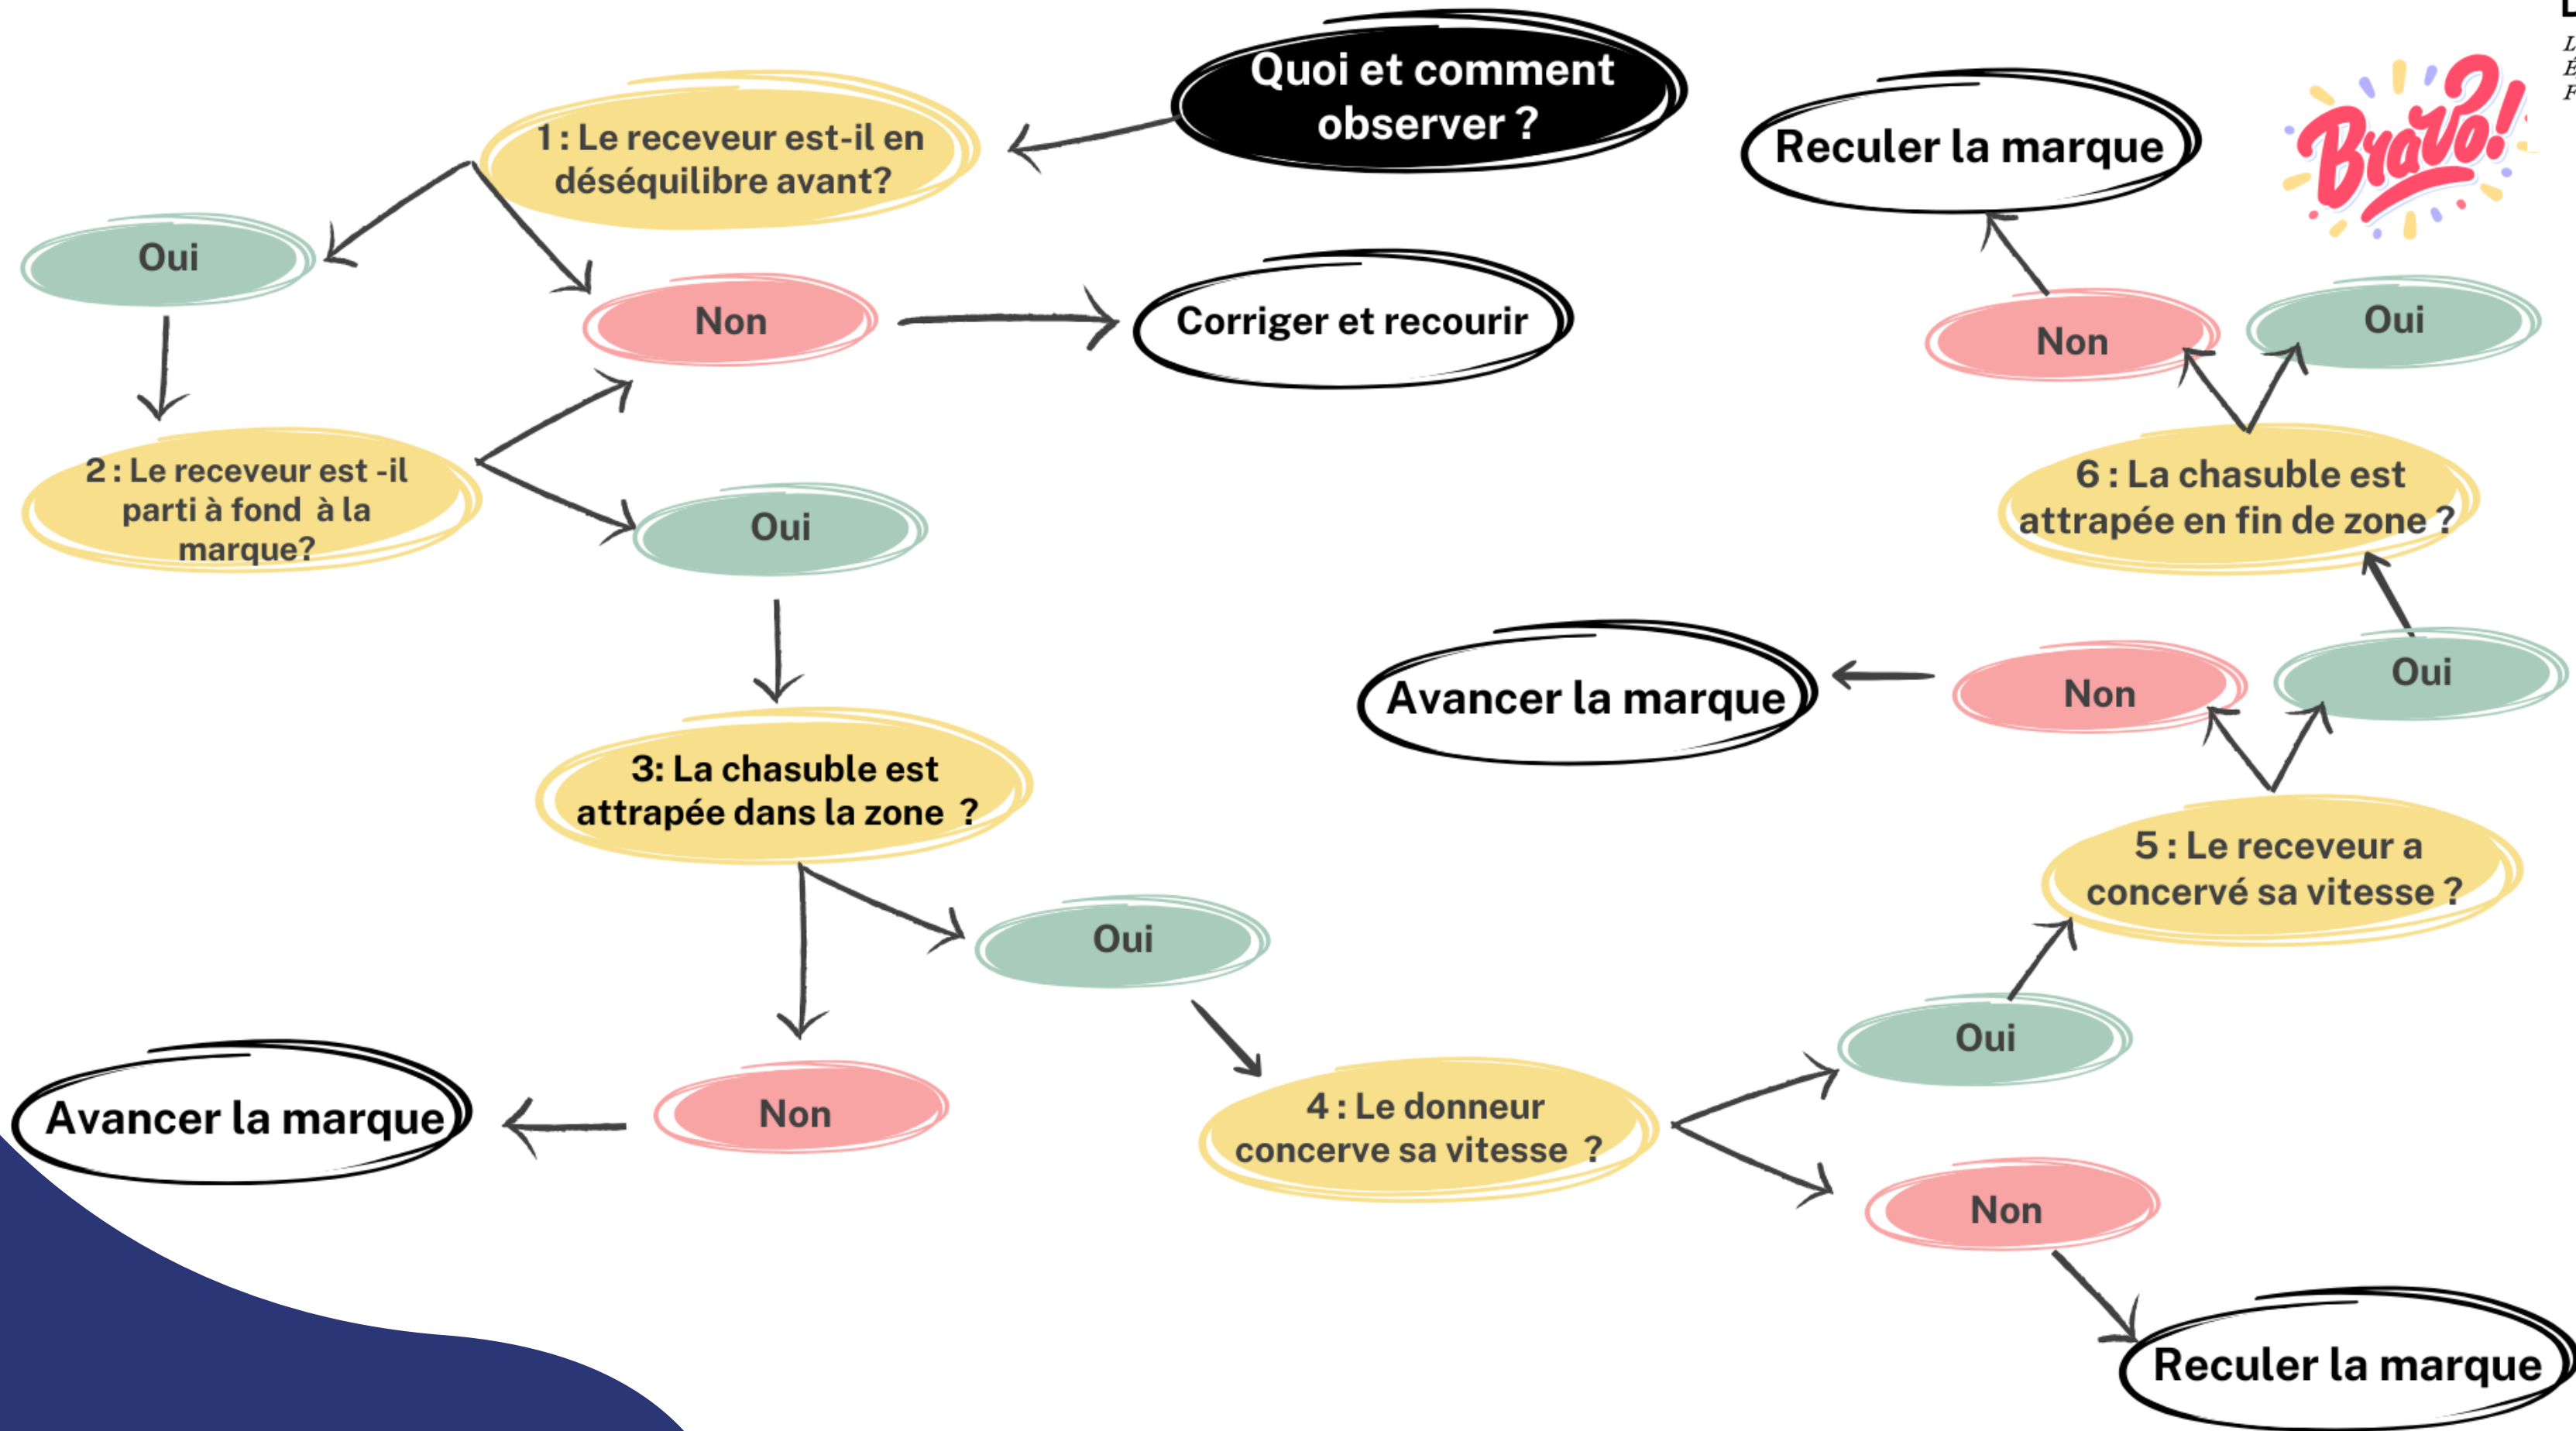 Quoi et comment
observer ?
1 : Le receveur est-il en
déséquilibre avant?
Oui
Non
Corriger et recourir
2 : Le receveur est -il
parti à fond à la
marque?
Oui
3: La chasuble est
attrapée dans la zone ?
Oui
Non
Avancer la marque
4 : Le donneur
concerve sa vitesse ?
Oui
Non
Reculer la marque
5 : Le receveur a
concervé sa vitesse ?
Non
Oui
Avancer la marque
6 : La chasuble est
attrapée en fin de zone ?
Non
Oui
Reculer la marque
Bravo!